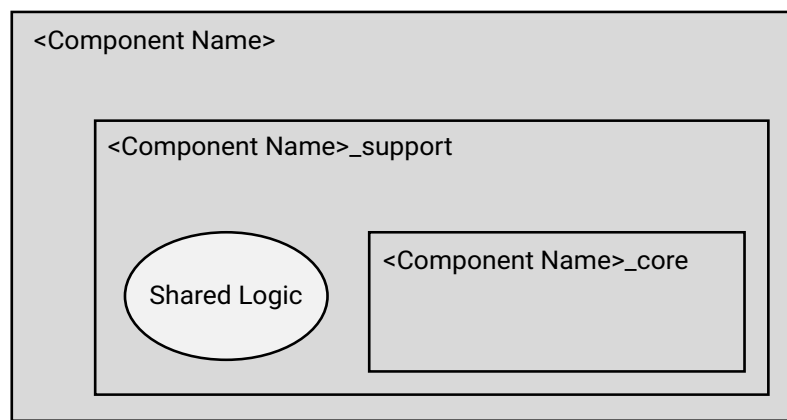 <Component Name>
<Component Name>_support
Shared Logic
<Component Name>_core